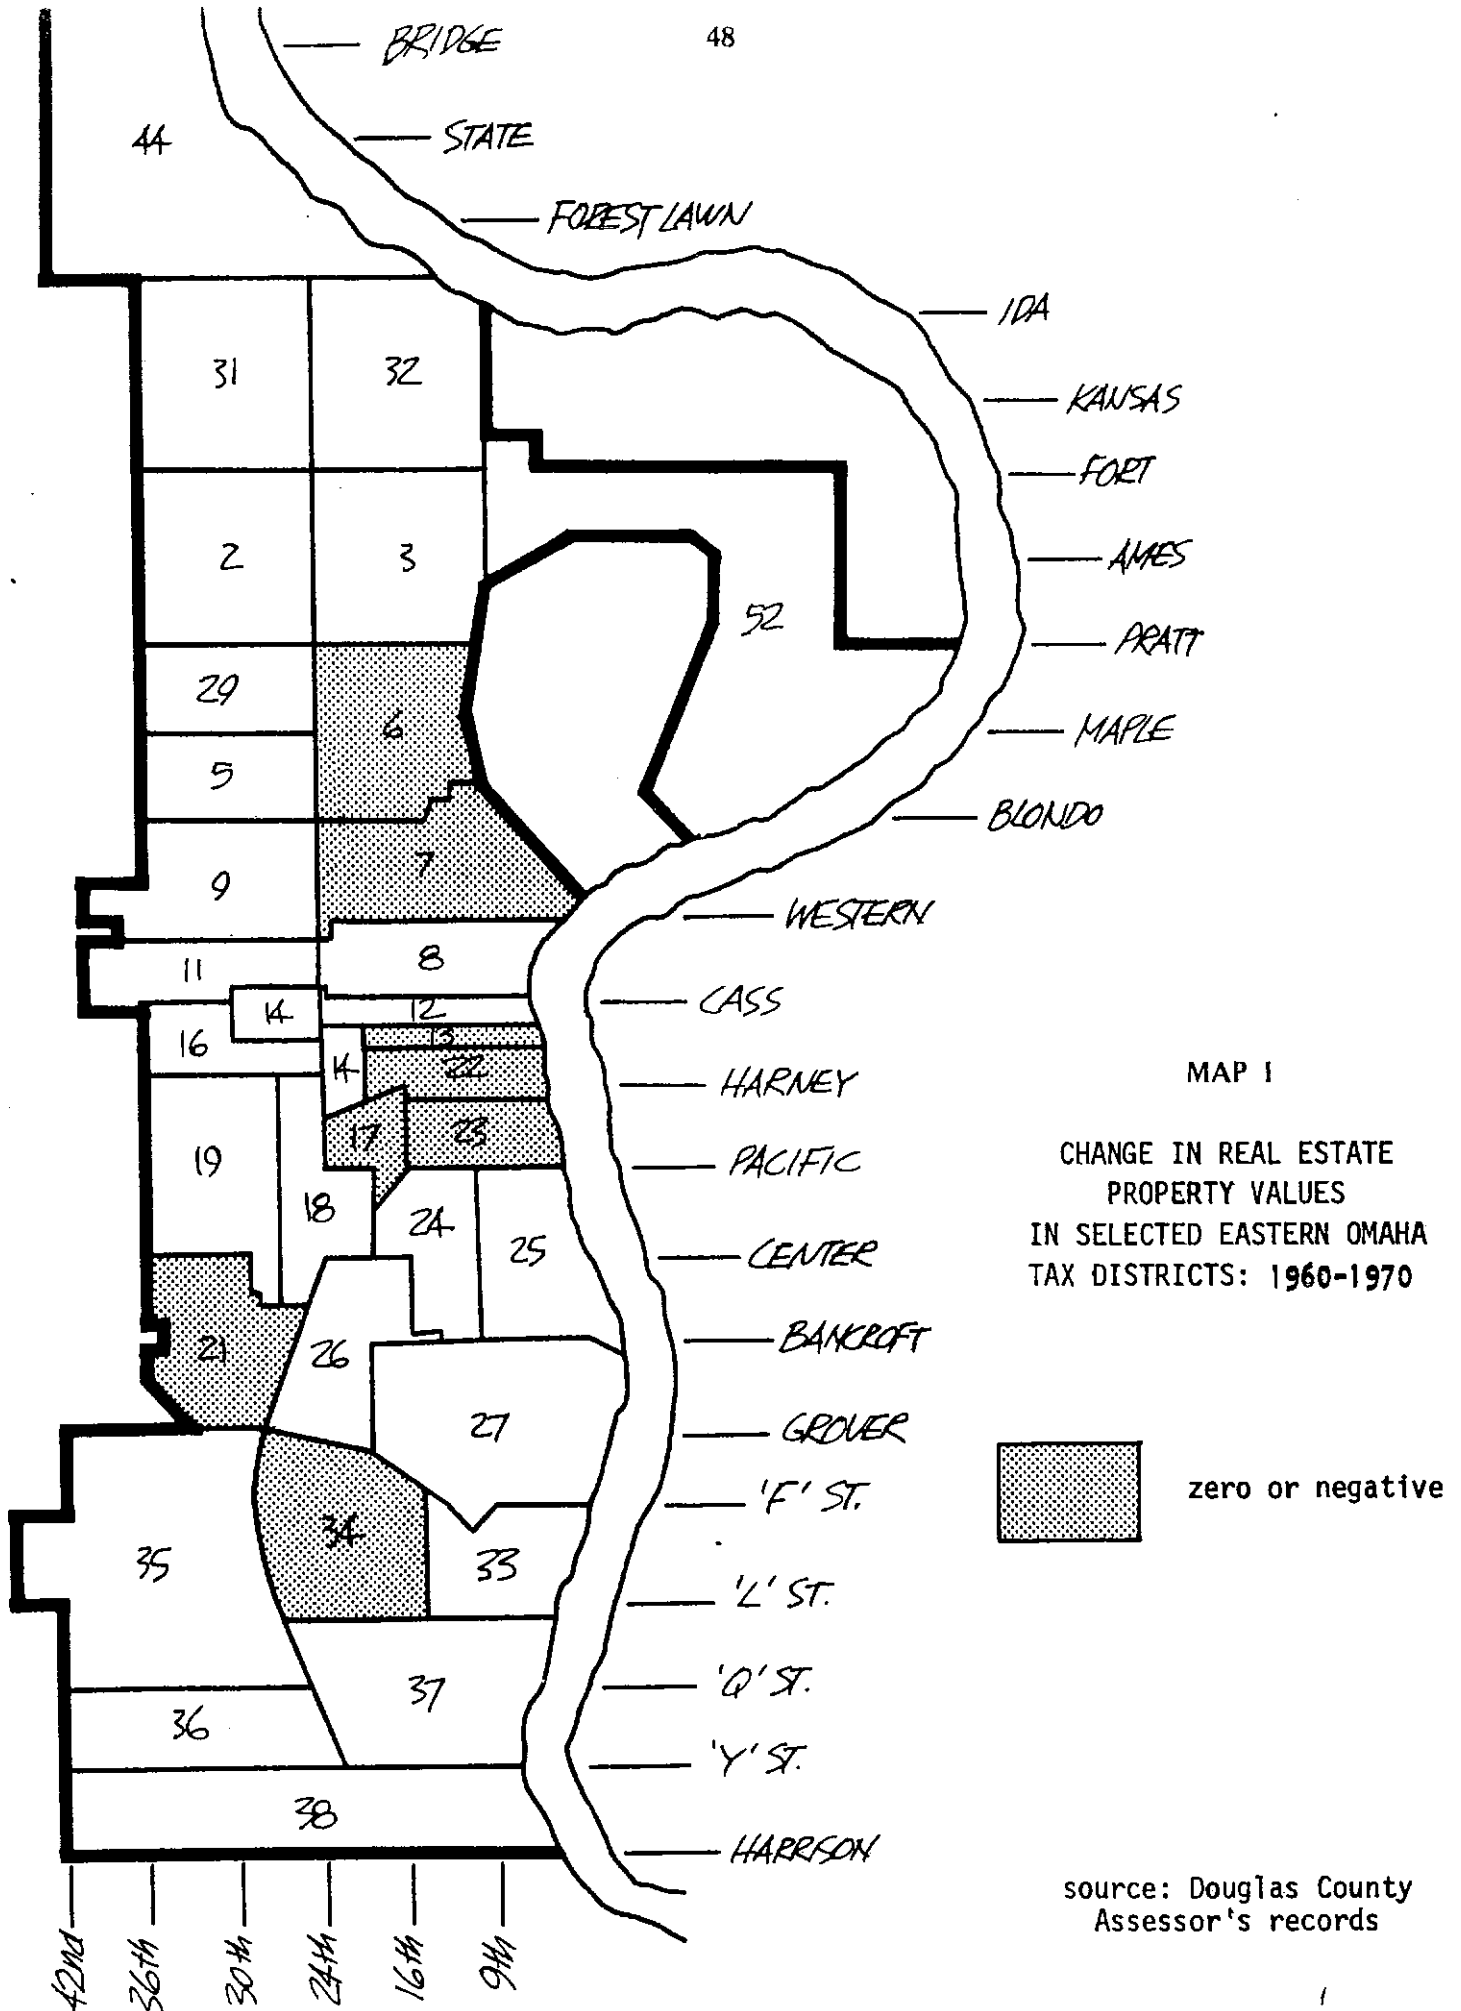 48
BRIDGE
STATE
44
FOREST LAWN
IDA
31
32
KANSAS
FORT
2
3
AMES
52
PRATT
29
6
MAPLE
5
BLONDO
7
9
WESTERN
8
11
CASS
14
12
13
16
14
22
HARNEY
MAP I
17
23
CHANGE IN REAL ESTATE
PROPERTY VALUES
IN SELECTED EASTERN OMAHA
TAX DISTRICTS: 1960-1970
19
PACIFIC
18
24
25
CENTER
21
26
BANCROFT
27
GROVER
zero or negative
'F' ST.
34
35
33
'L' ST.
37
'Q' ST.
36
'Y' ST.
38
HARRISON
source: Douglas County
Assessor's records
42nd
36th
30th
24th
16th
9th